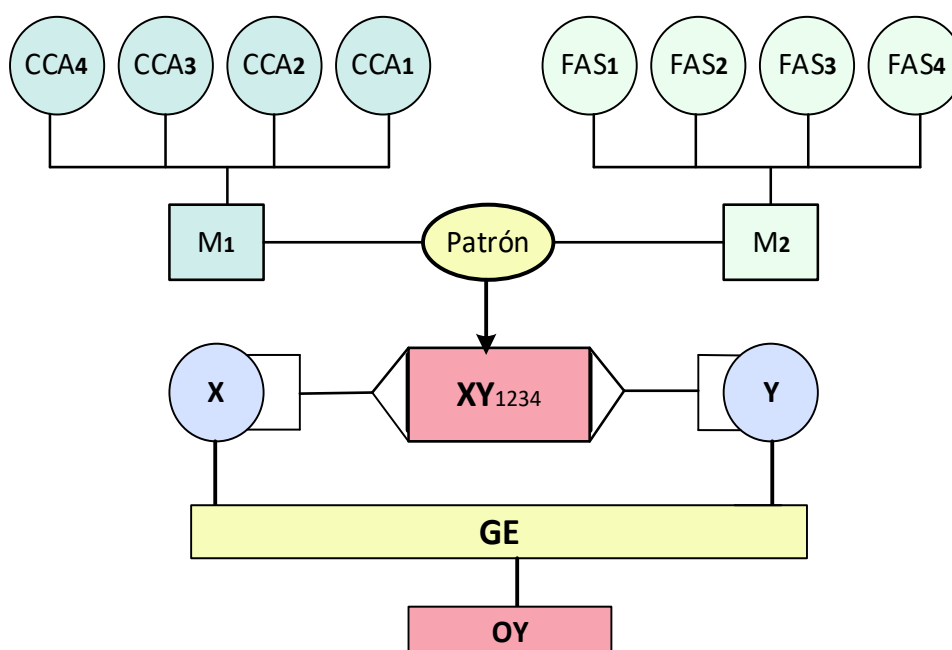 CCA4 CCA3 CCA2 CCA1 FAS1 FAS2 FAS3 FAS4
M1 Patrón M2
X XY1234 Y
GE
OY